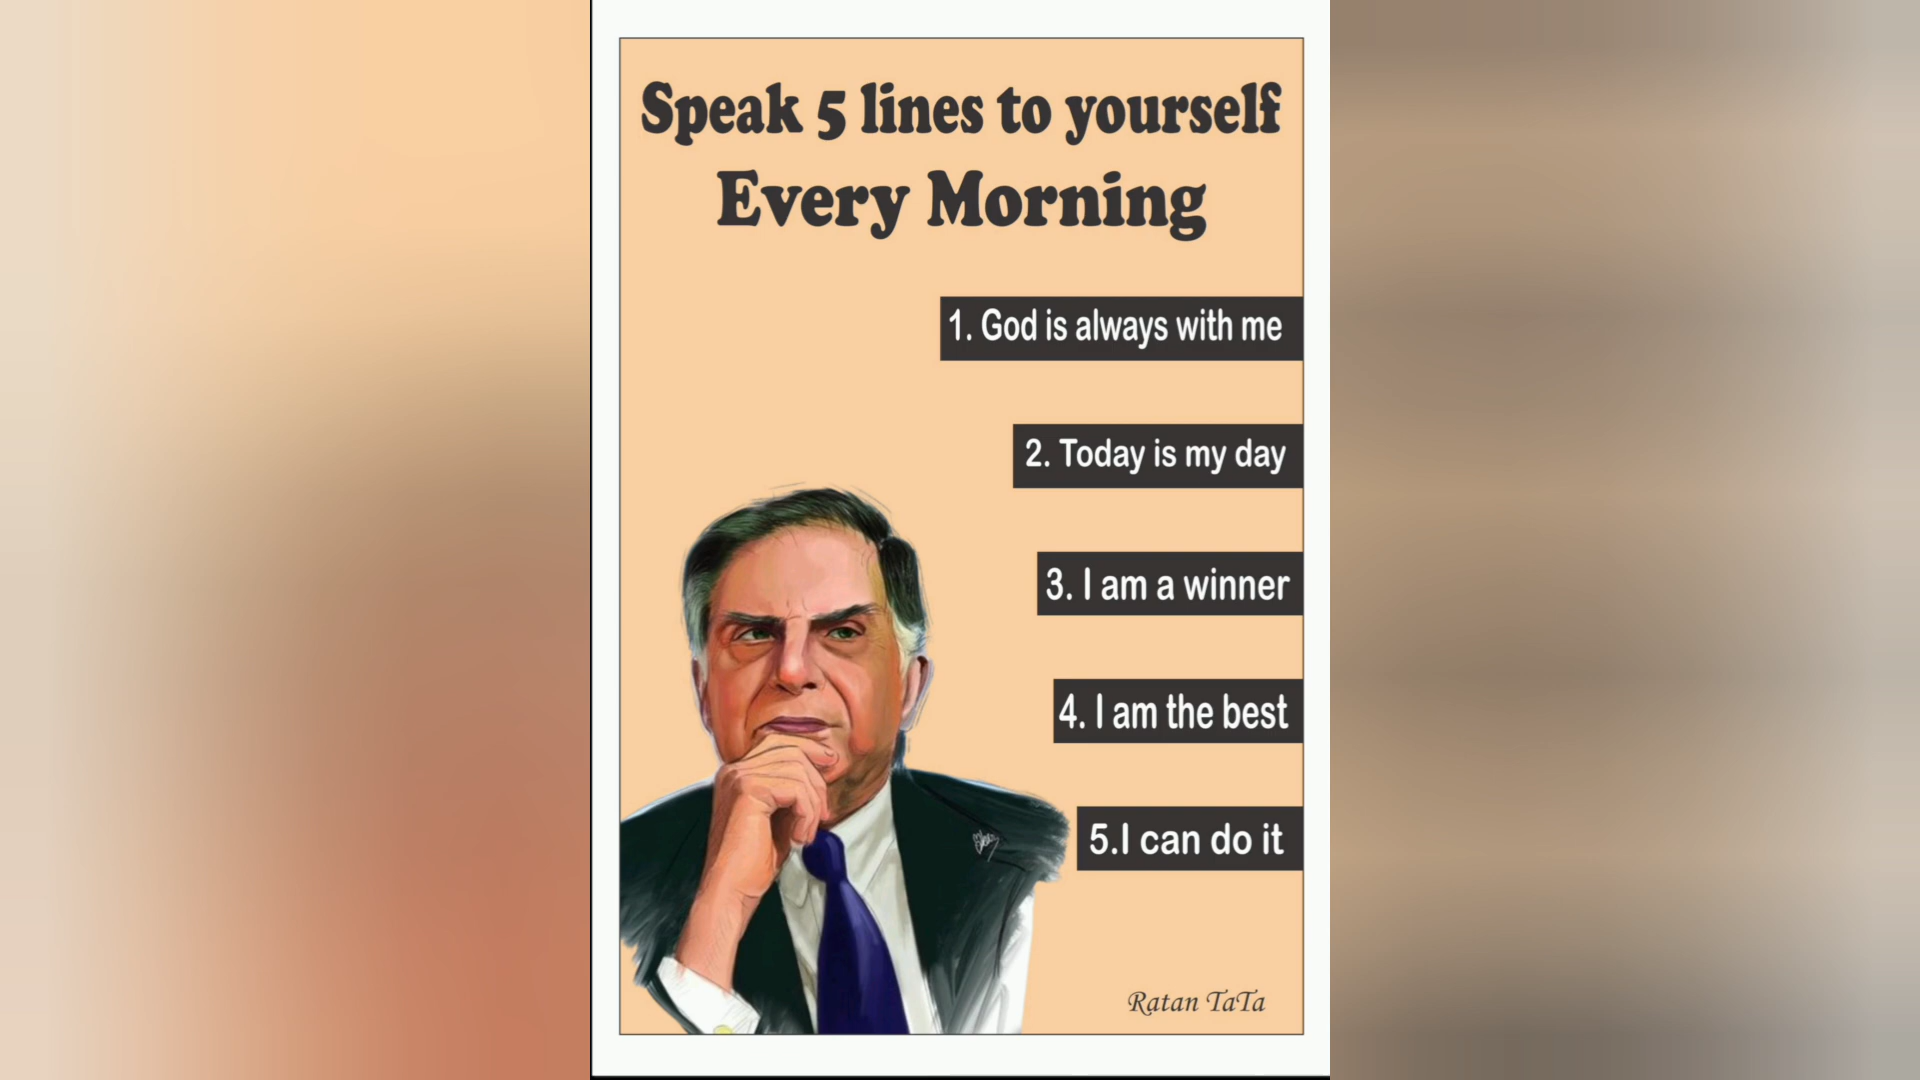 Speak 5 lines to yourself
Every Morning
1. God is always with me
2. Today is my day
3. I am a winner
4. I am the best
5.I can do it
Ratan TaTa